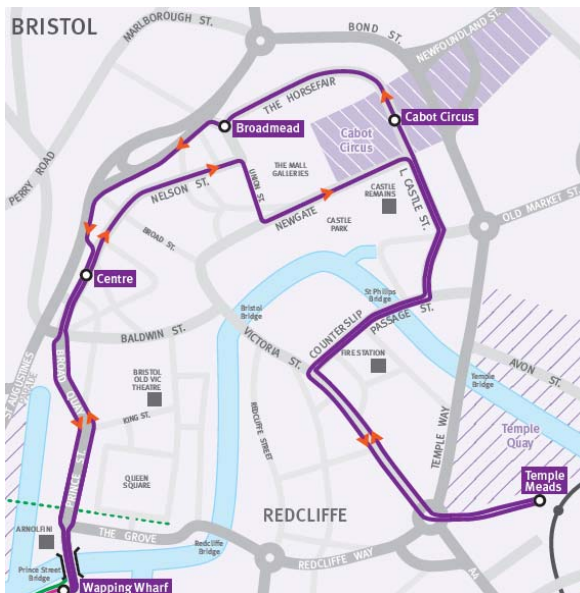 BRISTOL
MARLBOROUGH ST.
BOND ST.
NEWFOUNDLAND ST.
THE HORSEFAIR
Broadmead
Cabot Circus
Cabot
Circus
PERRY ROAD
NELSON ST.
UNION ST.
THE MALL
GALLERIES
NEWGATE
CASTLE
REMAINS
L. CASTLE ST.
OLD MARKET ST.
CASTLE
PARK
BROAD ST.
Centre
Bristol
Bridge
St Philips
Bridge
BALDWIN ST.
VICTORIA ST.
COUNTERSLIP
PASSAGE ST.
FIRE STATION
AVON ST.
Temple
Bridge
BROAD QUAY
BRISTOL
OLD VIC
THEATRE
KING ST.
REDCLIFFE STREET
TEMPLE WAY
Temple
Quay
Temple
Meads
PRINCE ST.
QUEEN
SQUARE
REDCLIFFE
ARNOLFINI
THE GROVE
Redcliffe
Bridge
REDCLIFFE WAY
Prince Street
Bridge
Wapping Wharf